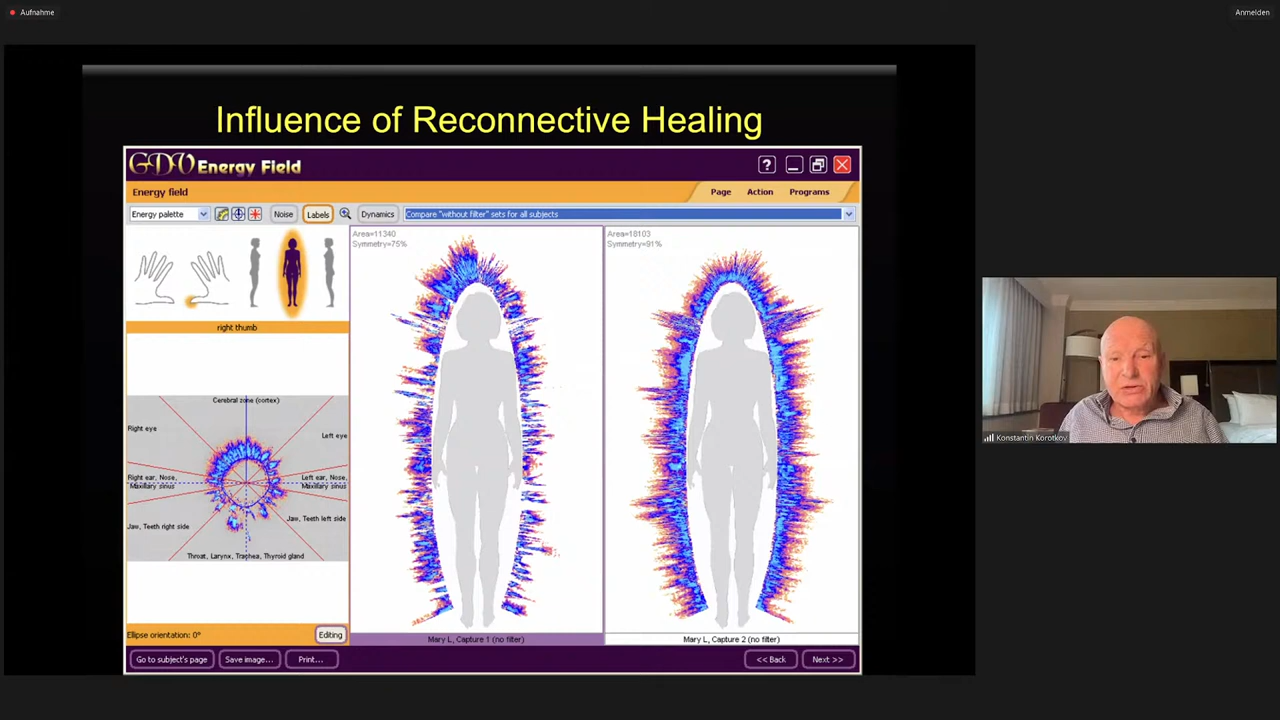 Aufnahme
Anmelden
Influence of Reconnective Healing
GDV Energy Field
?
Energy field
Page Action Programs
Energy palette
Noise
Labels
Dynamics
Compare "without filter" sets for all subjects
Area=11340
Symmetry=75%
Area=18103
Symmetry=91%
right thumb
Cerebral zone (cortex)
Right eye
Left eye
Right ear, Nose,
Maxillary sinus
Left ear, Nose,
Maxillary sinus
Jaw, Teeth right side
Jaw, Teeth left side
Throat, Larynx, Trachea, Thyroid gland
Ellipse orientation: 0°
Editing
Mary L, Capture 1 (no filter)
Mary L, Capture 2 (no filter)
Go to subject's page
Save image...
Print...
<< Back
Next >>
Konstantin Korotkov